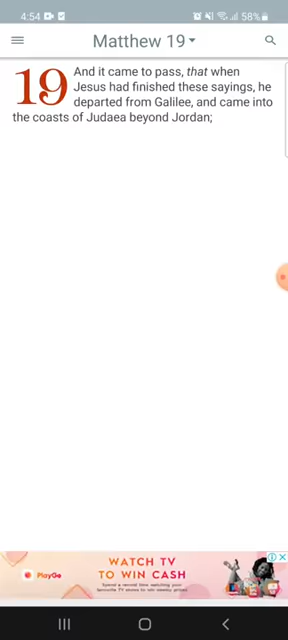 4:54 58%
Matthew 19
19 And it came to pass, that when
Jesus had finished these sayings, he
departed from Galilee, and came into
the coasts of Judaea beyond Jordan;
WATCH TV
TO WIN CASH
PlayGo